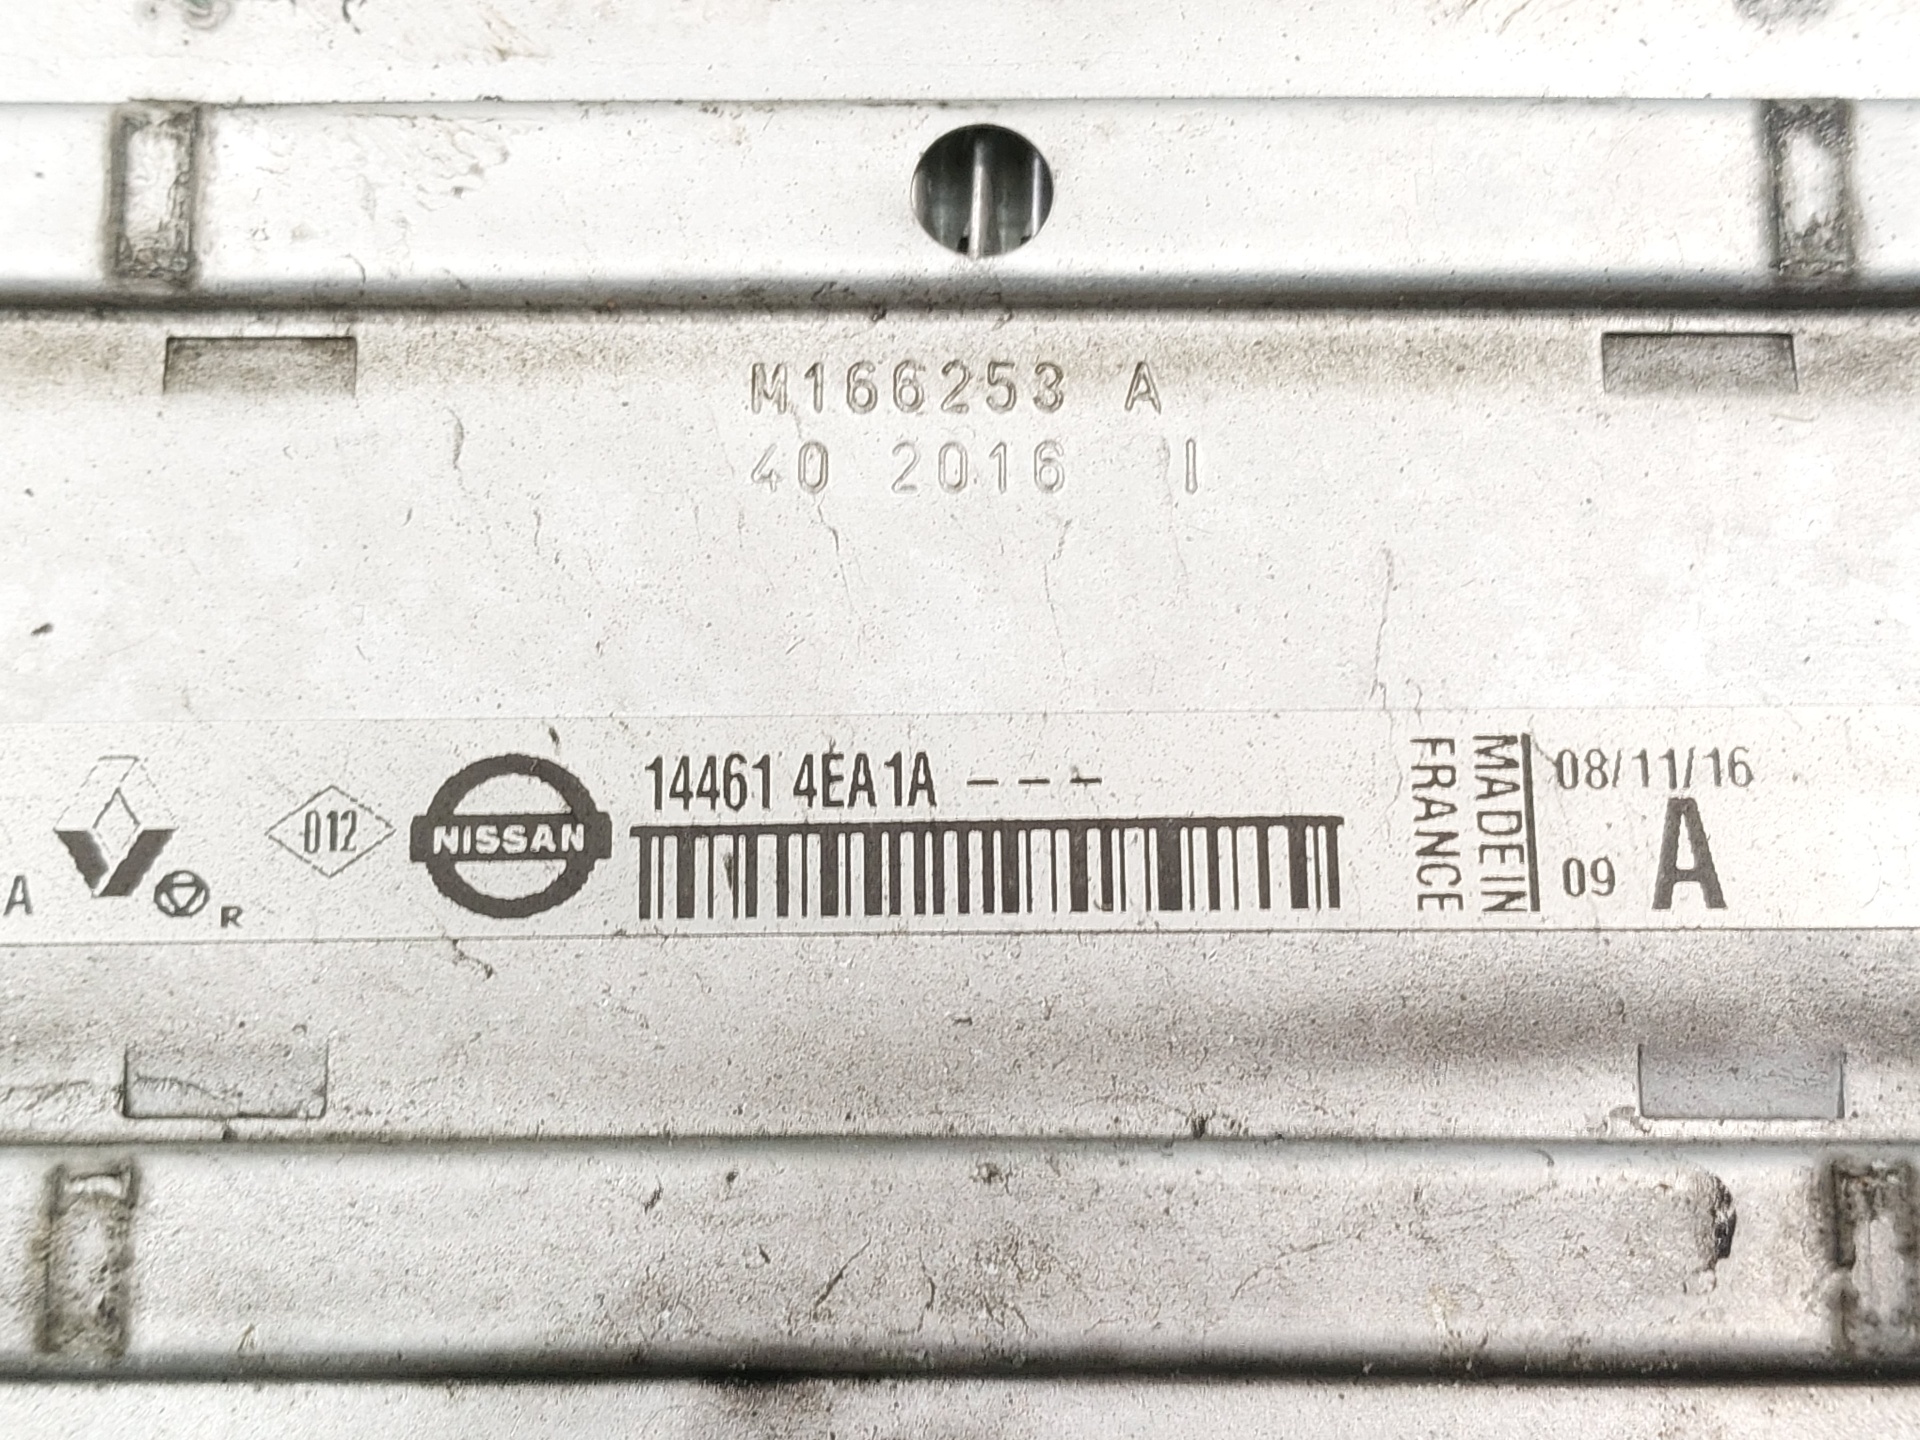 M166253 A
40 2016 I
A
R
012
NISSAN
14461 4EA1A - - -
MADE IN
FRANCE
08/11/16
09
A